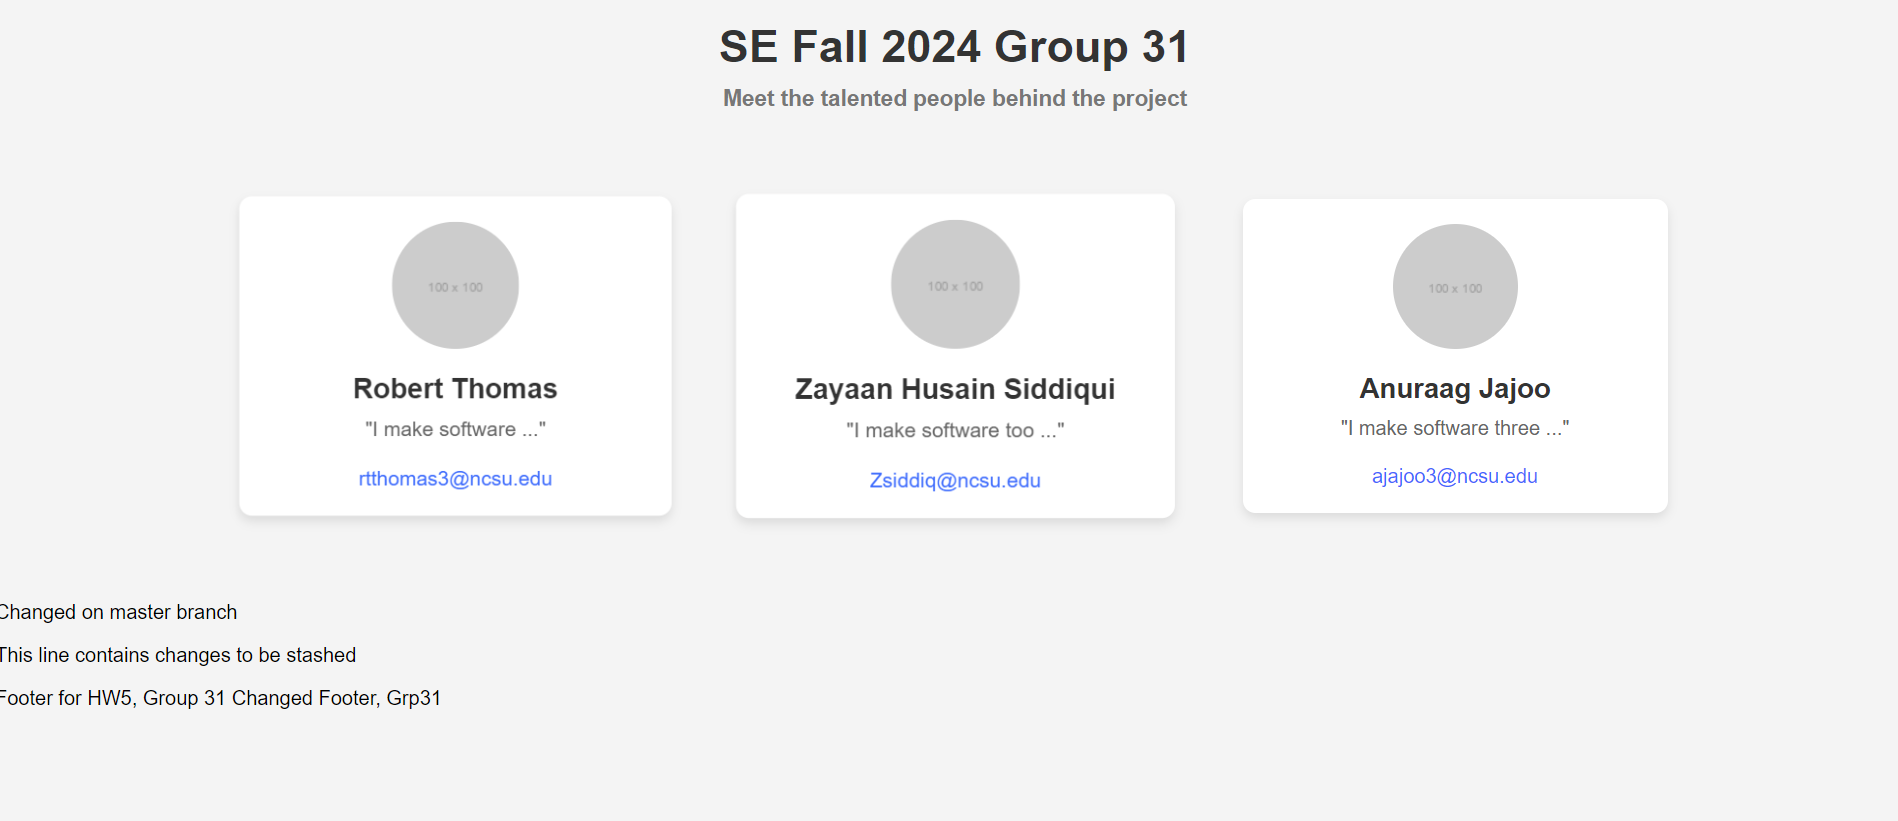 SE Fall 2024 Group 31
Meet the talented people behind the project
100 x 100
Robert Thomas
"I make software ..."
rtthomas3@ncsu.edu
100 x 100
Zayaan Husain Siddiqui
"I make software too ..."
Zsiddiq@ncsu.edu
100 x 100
Anuraag Jajoo
"I make software three ..."
ajajoo3@ncsu.edu
Changed on master branch
This line contains changes to be stashed
Footer for HW5, Group 31 Changed Footer, Grp31